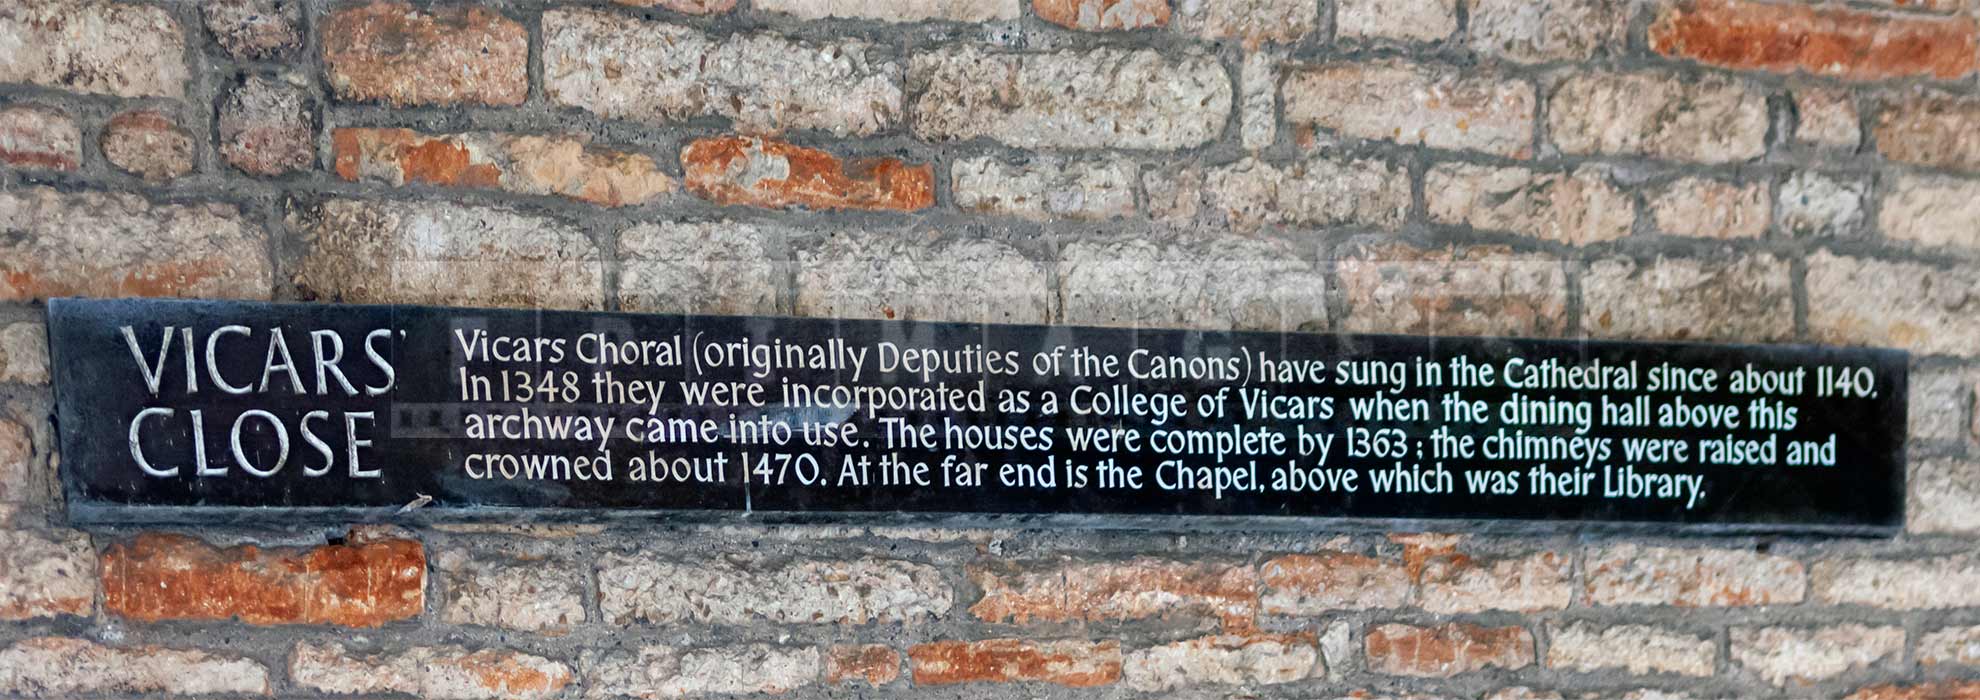 VICARS'
CLOSE
Vicars Choral (originally Deputies of the Canons) have sung in the Cathedral since about 1140.
In 1348 they were incorporated as a College of Vicars when the dining hall above this
archway came into use. The houses were complete by 1363; the chimneys were raised and
crowned about 1470. At the far end is the Chapel, above which was their Library.